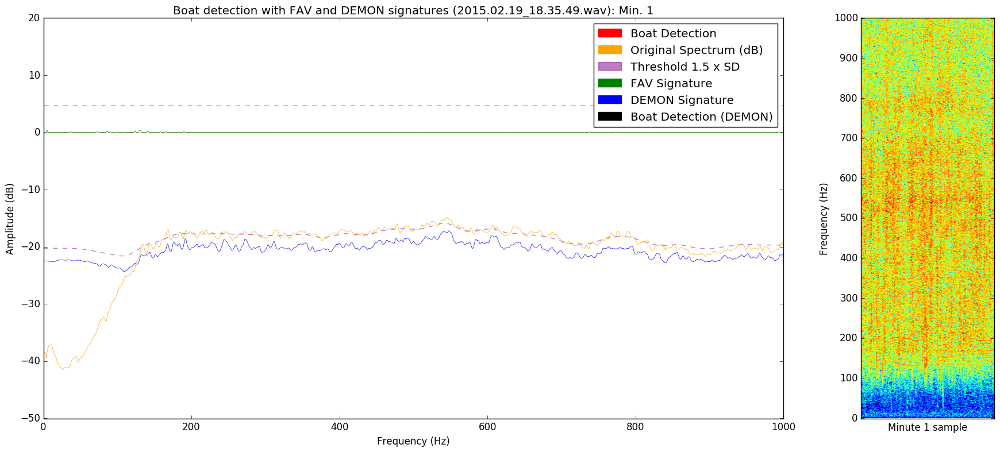 Boat detection with FAV and DEMON signatures (2015.02.19_18.35.49.wav): Min. 1
Boat Detection
Original Spectrum (dB)
Threshold 1.5 x SD
FAV Signature
DEMON Signature
Boat Detection (DEMON)
Amplitude (dB)
20
10
0
−10
−20
−30
−40
−50
0
200
400
600
800
1000
Frequency (Hz)
Frequency (Hz)
1000
900
800
700
600
500
400
300
200
100
0
Minute 1 sample